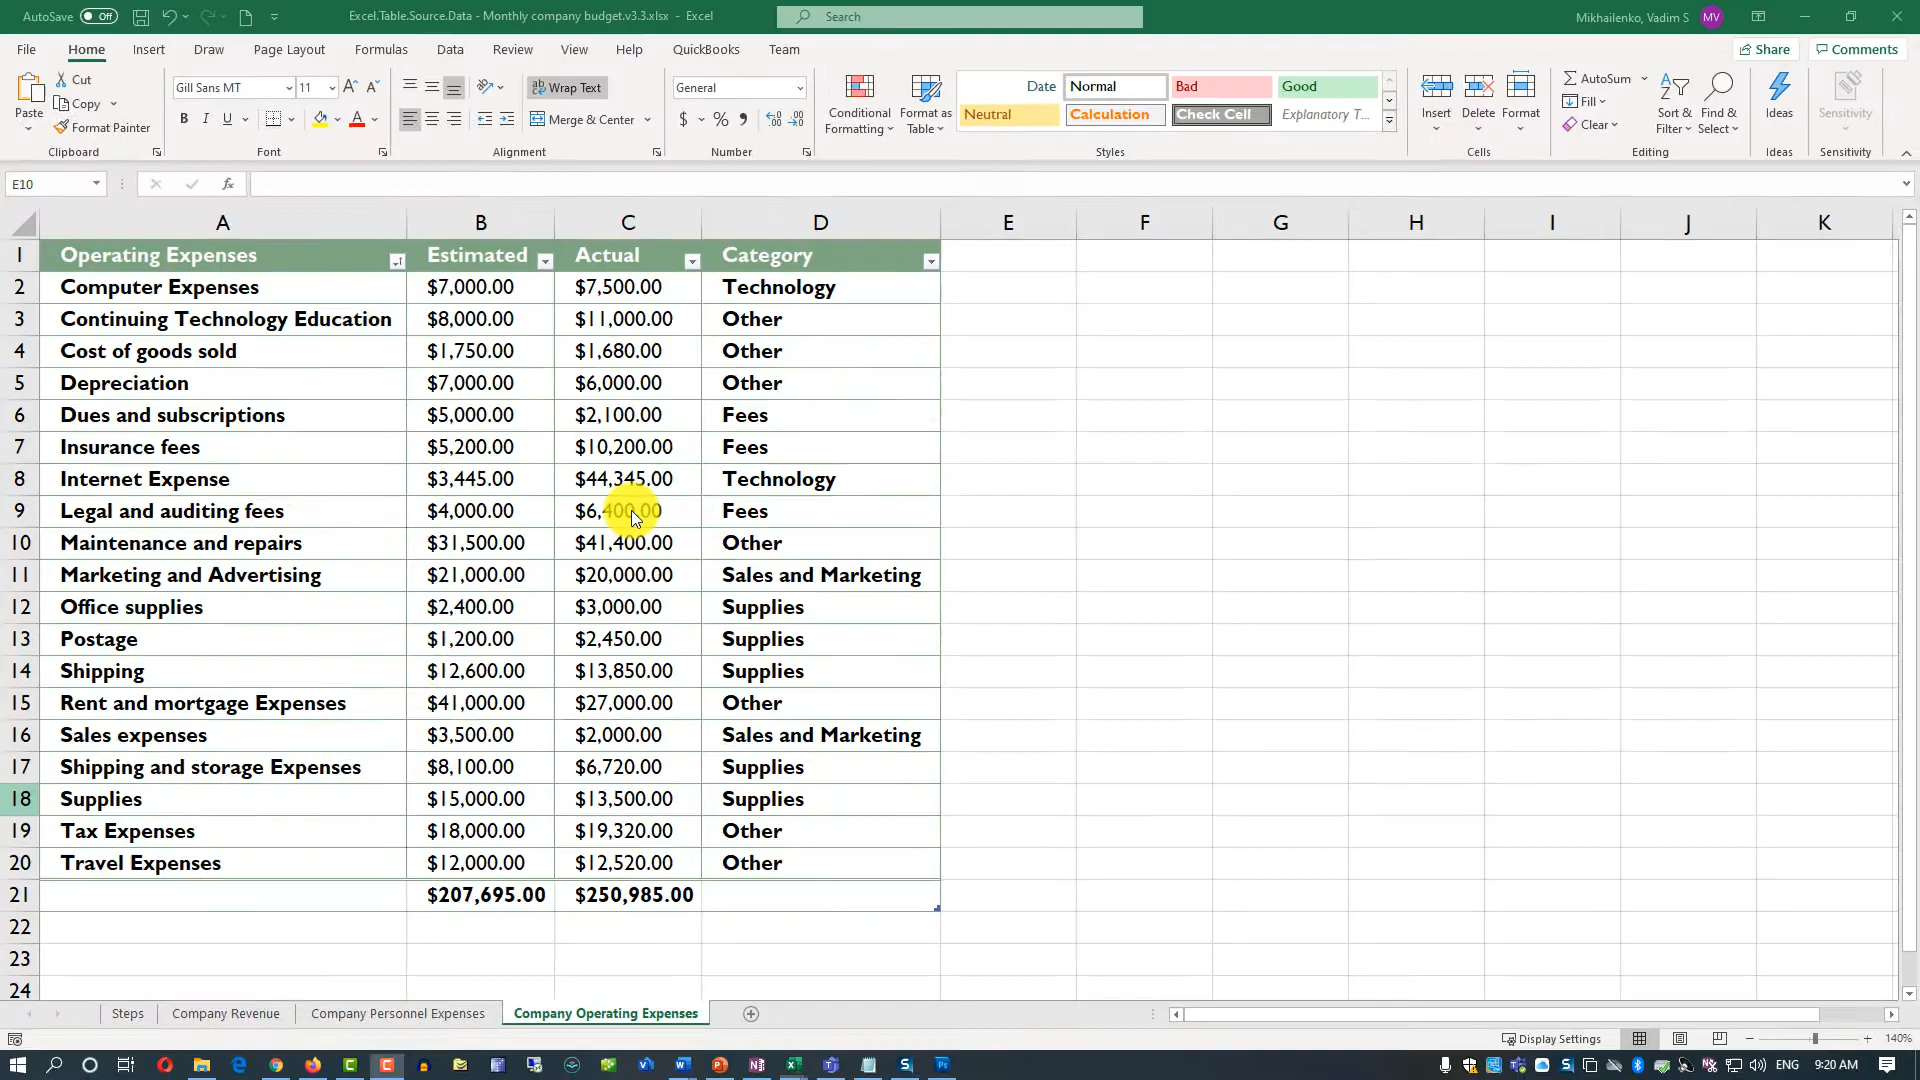 AutoSave Off Excel.Table.Source.Data - Monthly company budget.v3.3.xlsx - Excel Search Mikhailenko, Vadim S MV
File Home Insert Draw Page Layout Formulas Data Review View Help QuickBooks Team Share Comments
Paste Cut Copy Format Painter Clipboard
Gill Sans MT 11 A A B I U A Font
ab Wrap Text Merge & Center Alignment
General $ % Number
Conditional Formatting Format as Table
Date Normal Bad Good
Neutral Calculation Check Cell Explanatory T...
Styles
Insert Delete Format Cells
AutoSum Fill Clear Sort & Filter Find & Select Editing
Ideas Ideas
Sensitivity Sensitivity
E10 fx
A B C D E F G H I J K
1 Operating Expenses Estimated Actual Category
2 Computer Expenses $7,000.00 $7,500.00 Technology
3 Continuing Technology Education $8,000.00 $11,000.00 Other
4 Cost of goods sold $1,750.00 $1,680.00 Other
5 Depreciation $7,000.00 $6,000.00 Other
6 Dues and subscriptions $5,000.00 $2,100.00 Fees
7 Insurance fees $5,200.00 $10,200.00 Fees
8 Internet Expense $3,445.00 $44,345.00 Technology
9 Legal and auditing fees $4,000.00 $6,400.00 Fees
10 Maintenance and repairs $31,500.00 $41,400.00 Other
11 Marketing and Advertising $21,000.00 $20,000.00 Sales and Marketing
12 Office supplies $2,400.00 $3,000.00 Supplies
13 Postage $1,200.00 $2,450.00 Supplies
14 Shipping $12,600.00 $13,850.00 Supplies
15 Rent and mortgage Expenses $41,000.00 $27,000.00 Other
16 Sales expenses $3,500.00 $2,000.00 Sales and Marketing
17 Shipping and storage Expenses $8,100.00 $6,720.00 Supplies
18 Supplies $15,000.00 $13,500.00 Supplies
19 Tax Expenses $18,000.00 $19,320.00 Other
20 Travel Expenses $12,000.00 $12,520.00 Other
21 $207,695.00 $250,985.00
22
23
24
Steps Company Revenue Company Personnel Expenses Company Operating Expenses
Display Settings 140%
ENG 9:20 AM